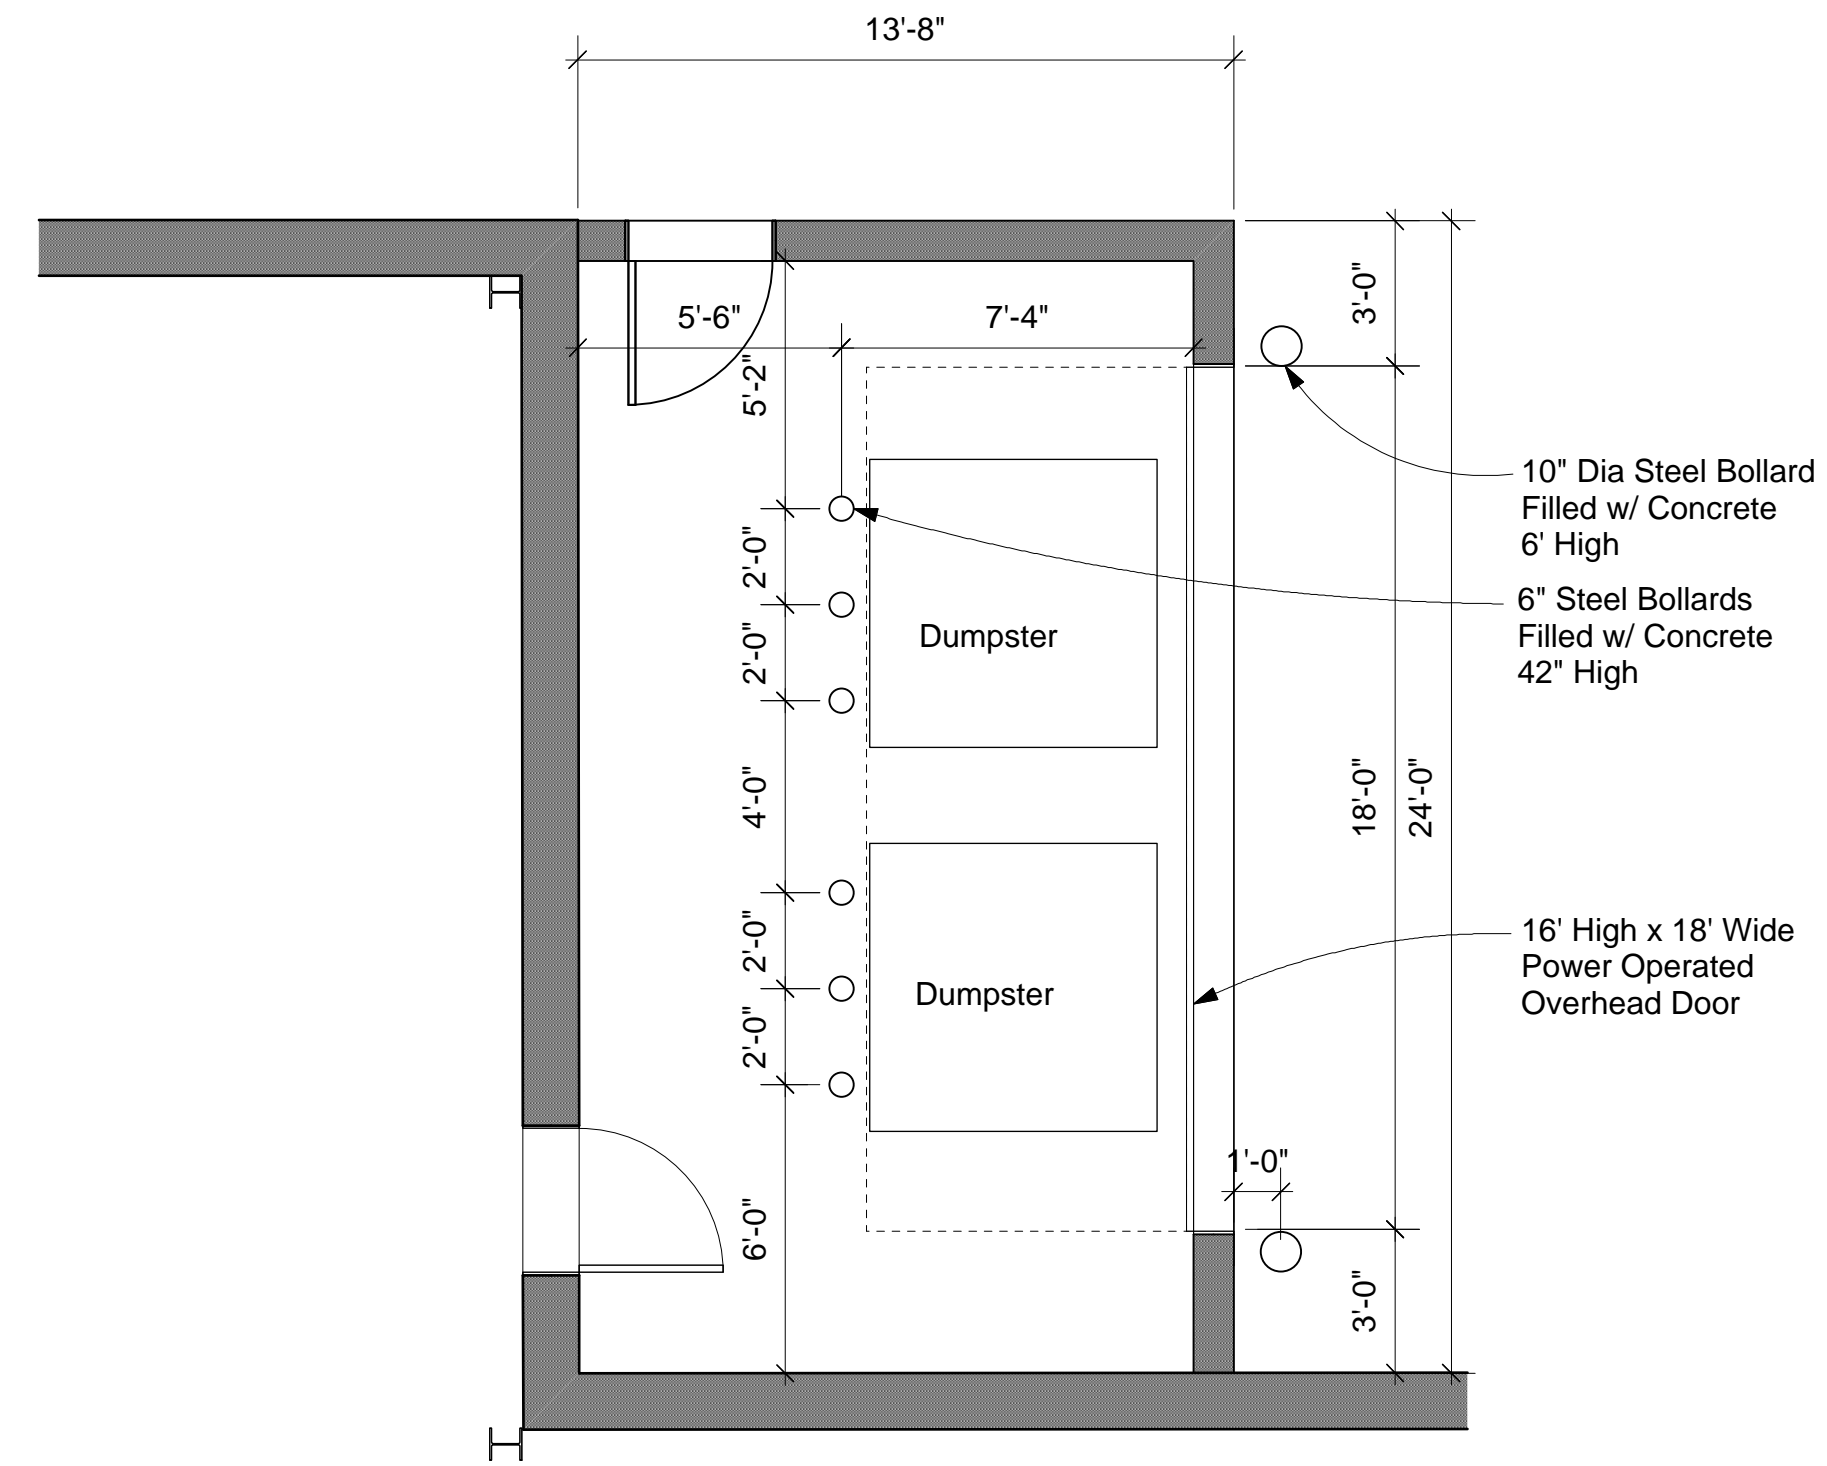 13'-8"
3'-0"
5'-6"
7'-4"
5'-2"
10" Dia Steel Bollard
Filled w/ Concrete
6' High
2'-0"
6" Steel Bollards
Filled w/ Concrete
42" High
2'-0"
Dumpster
4'-0"
18'-0"
24'-0"
2'-0"
16' High x 18' Wide
Power Operated
Overhead Door
Dumpster
2'-0"
1'-0"
6'-0"
3'-0"